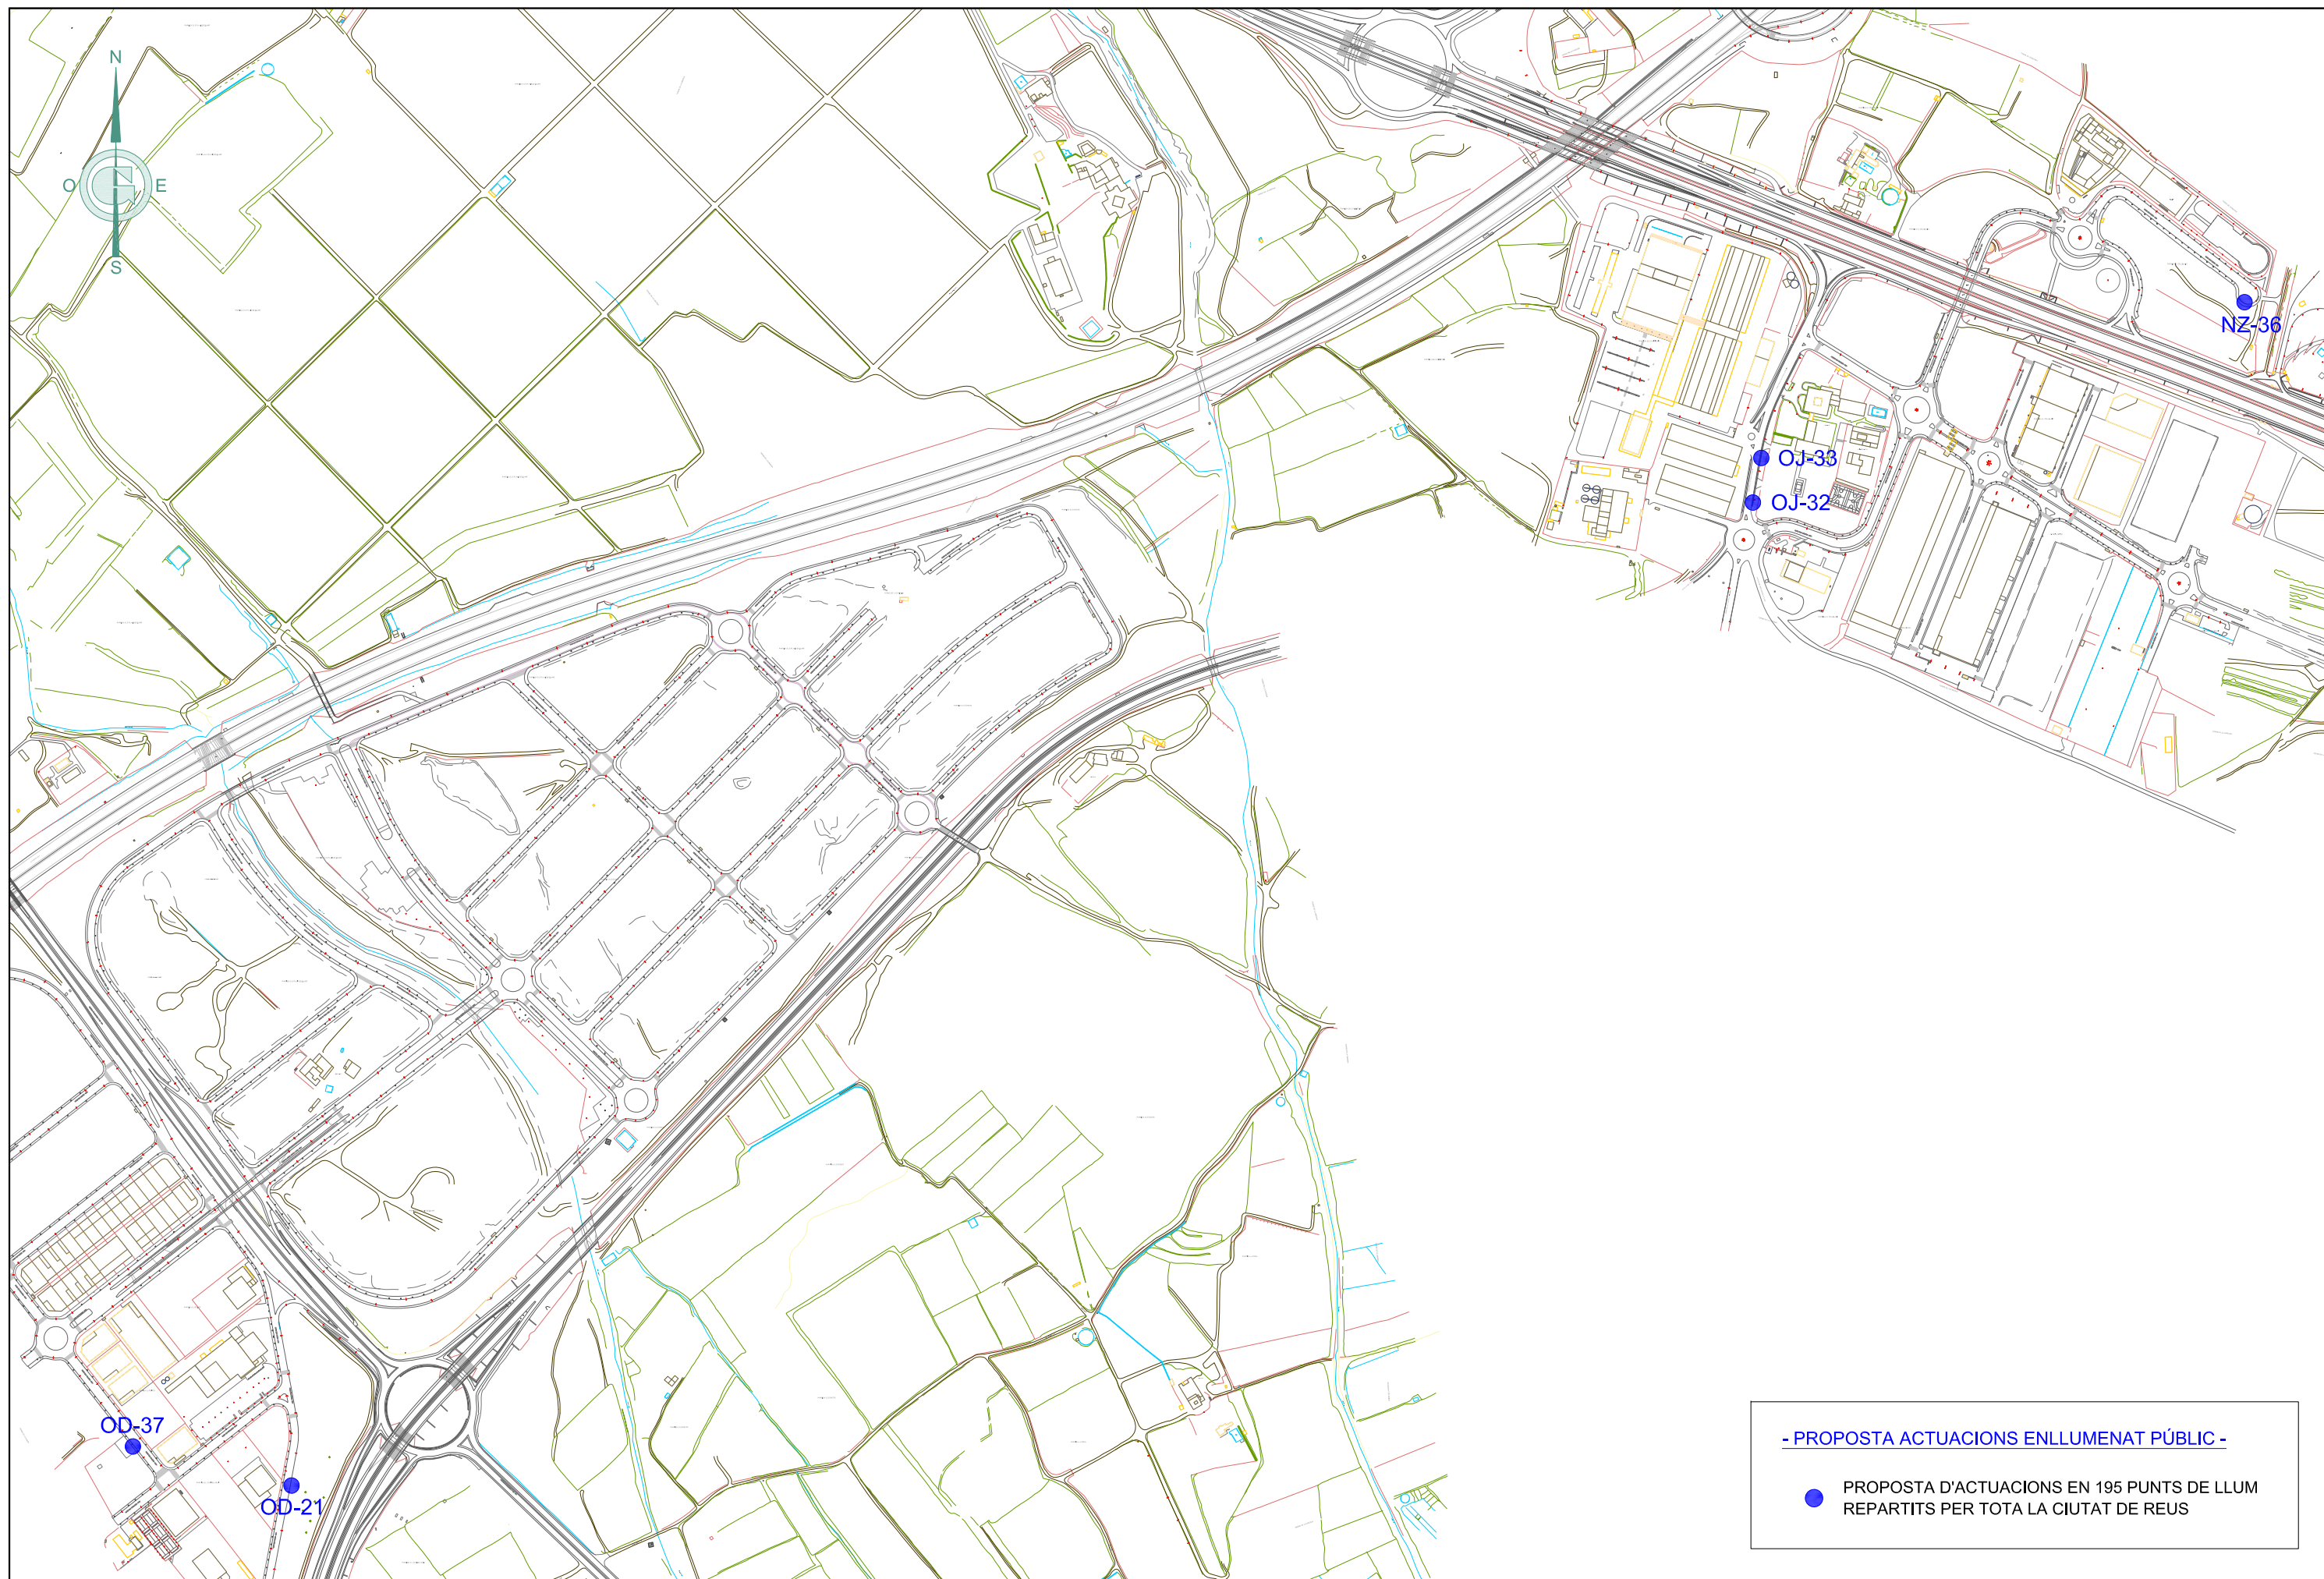 N
O
E
S
NZ-36
OJ-33
OJ-32
OD-37
OD-21
- PROPOSTA ACTUACIONS ENLLUMENAT PÚBLIC -
PROPOSTA D'ACTUACIONS EN 195 PUNTS DE LLUM
REPARTITS PER TOTA LA CIUTAT DE REUS